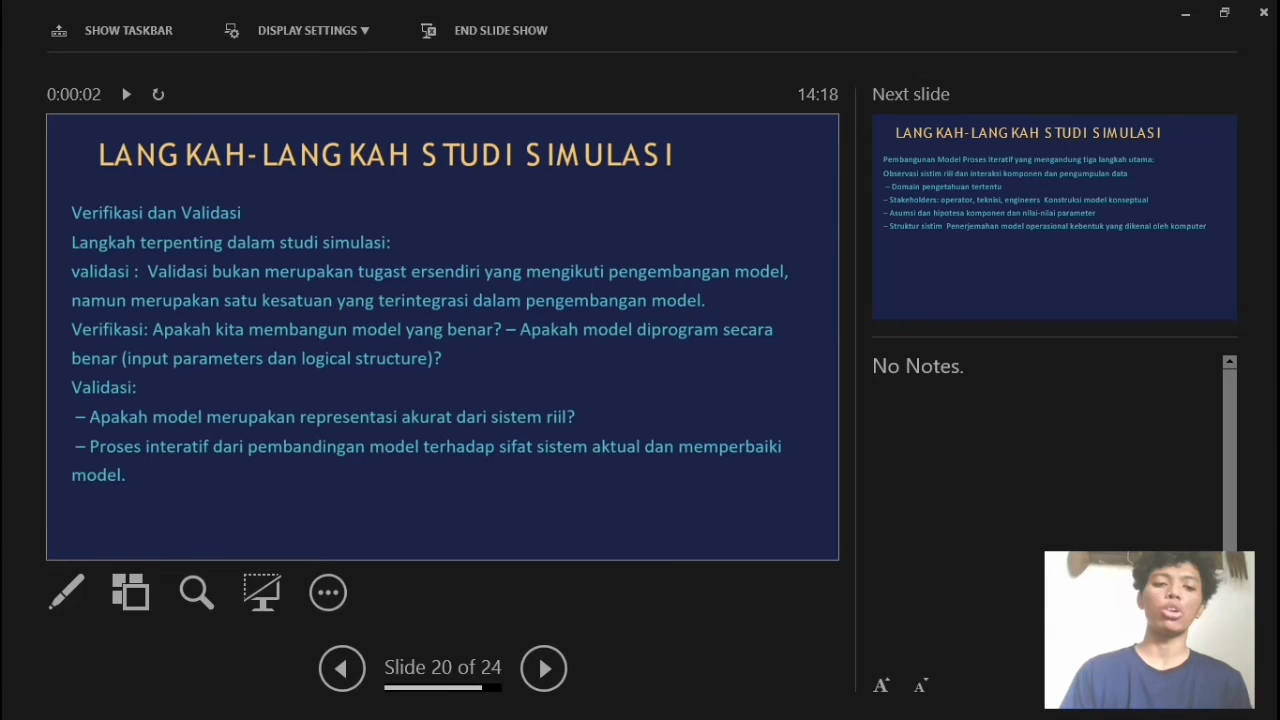 SHOW TASKBAR
DISPLAY SETTINGS
END SLIDE SHOW
0:00:02
14:18
Next slide
LANGKAH-LANGKAH STUDI SIMULASI
Verifikasi dan Validasi
Langkah terpenting dalam studi simulasi:
validasi : Validasi bukan merupakan tugast ersendiri yang mengikuti pengembangan model,
namun merupakan satu kesatuan yang terintegrasi dalam pengembangan model.
Verifikasi: Apakah kita membangun model yang benar? – Apakah model diprogram secara
benar (input parameters dan logical structure)?
Validasi:
– Apakah model merupakan representasi akurat dari sistem riil?
– Proses interatif dari pembandingan model terhadap sifat sistem aktual dan memperbaiki
model.
LANGKAH-LANGKAH STUDI SIMULASI
Pembangunan Model Proses iteratif yang mengandung tiga langkah utama:
Observasi sistim riil dan interaksi komponen dan pengumpulan data
– Domain pengetahuan tertentu
– Stakeholders: operator, teknisi, engineers Konstruksi model konseptual
– Asumsi dan hipotesa komponen dan nilai-nilai parameter
– Struktur sistim Penerjemahan model operasional kebentuk yang dikenai oleh komputer
No Notes.
Slide 20 of 24
A A